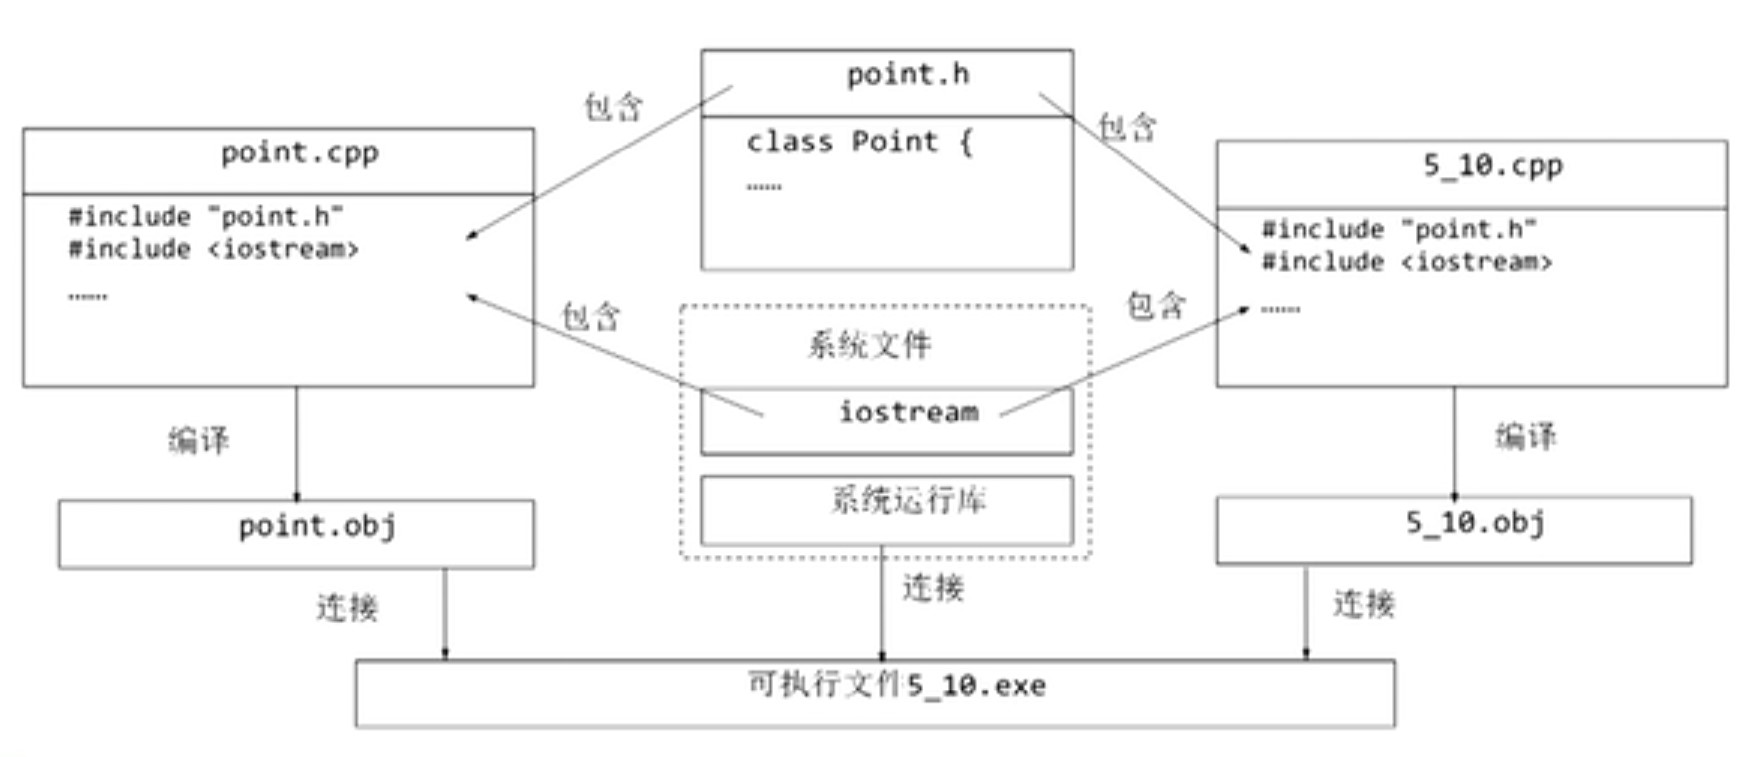 point.h
包含
包含
class Point {
……
point.cpp
#include "point.h"
#include <iostream>
……
5_10.cpp
#include "point.h"
#include <iostream>
……
包含
包含
系统文件
iostream
系统运行库
编译
编译
point.obj
5_10.obj
连接
连接
连接
可执行文件5_10.exe